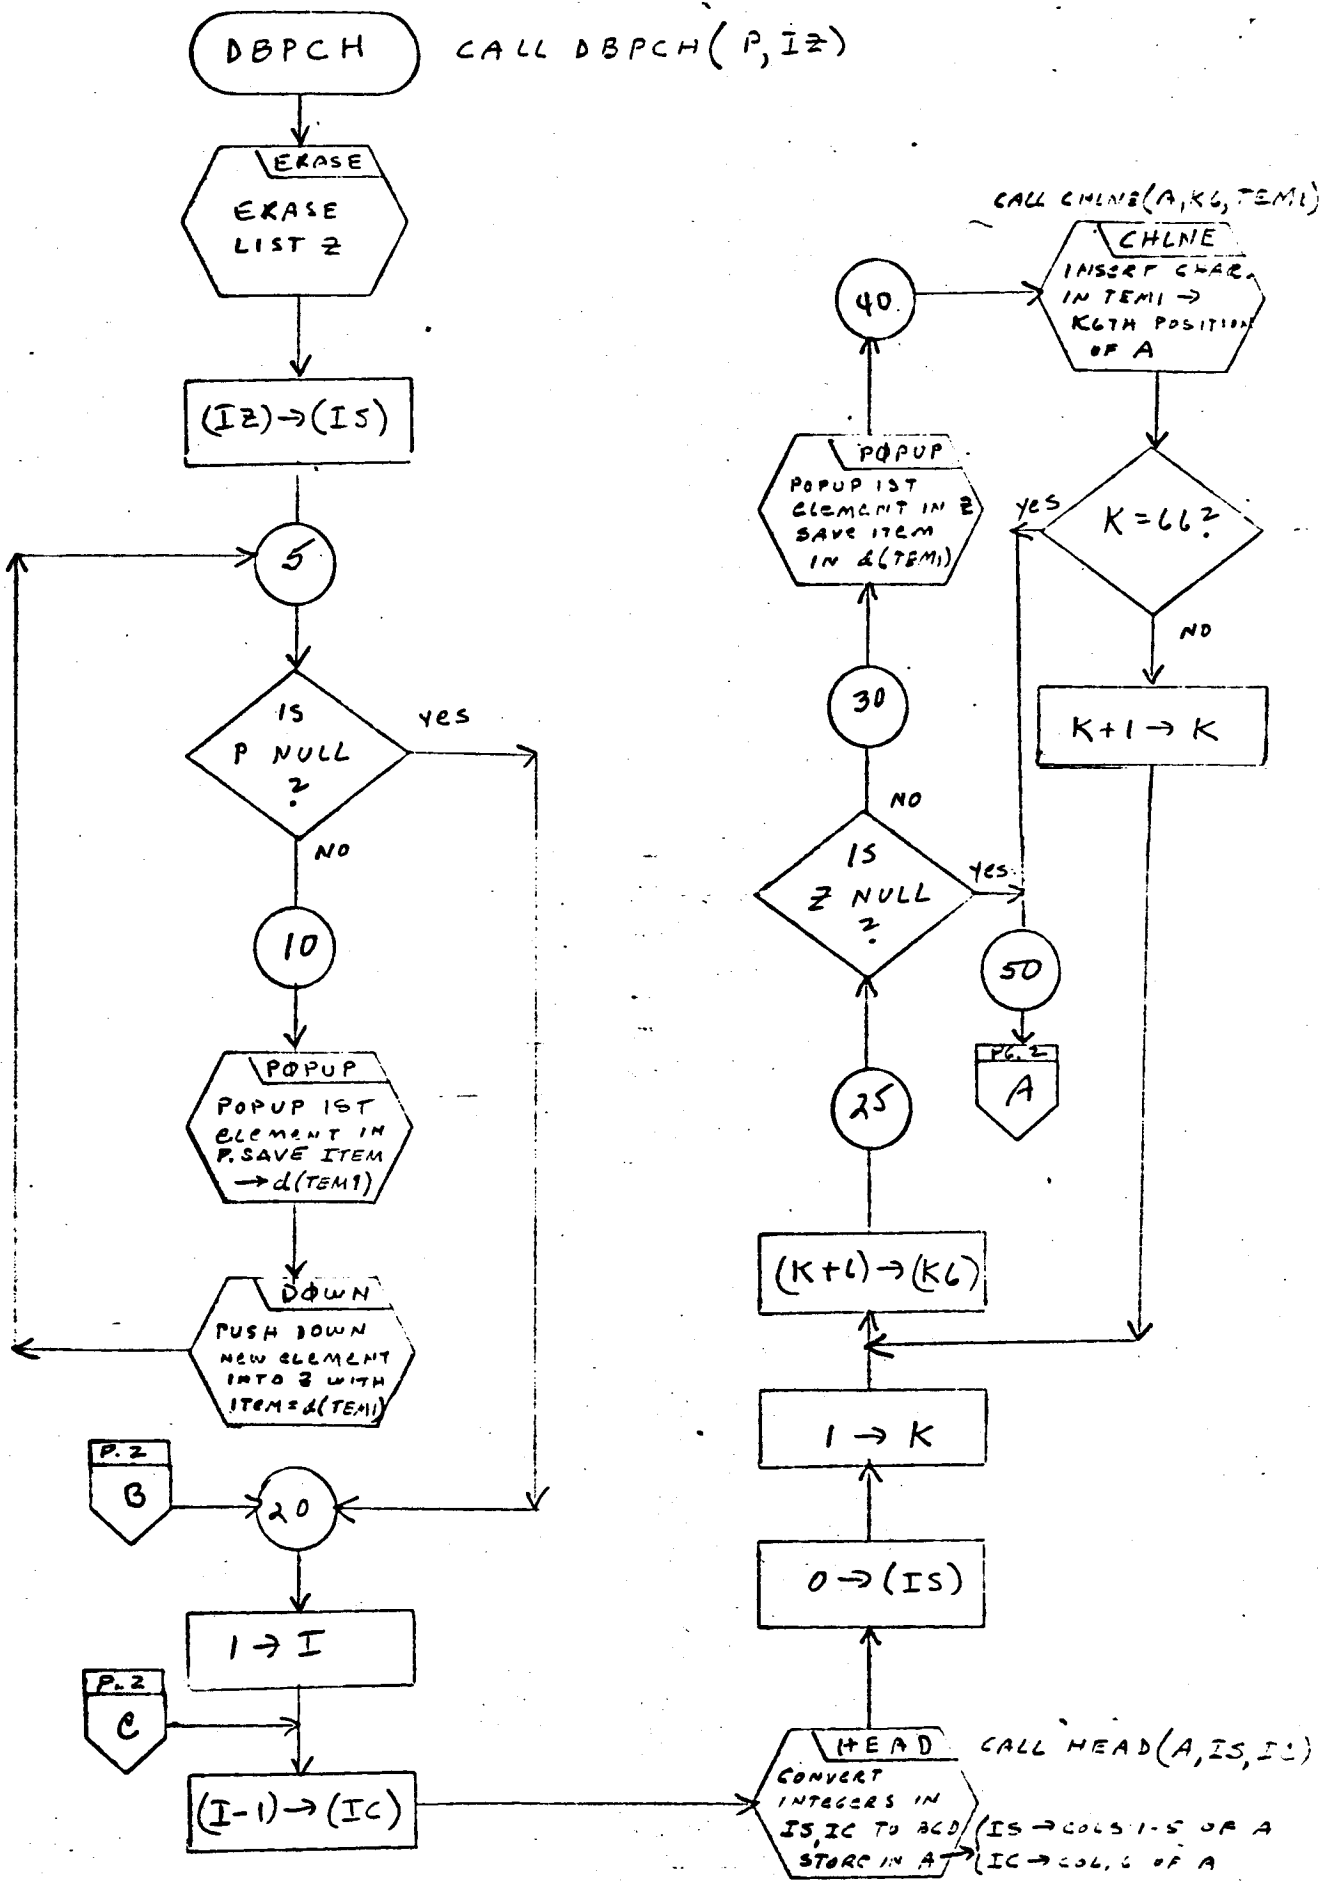 DBPCH
CALL DBPCH(P,IZ)
ERASE
ERASE
LIST Z
(IZ)→(IS)
5
IS
P NULL
?
yes
NO
10
PØPUP
POPUP 1ST
ELEMENT IN
P. SAVE ITEM
→d(TEM1)
DØWN
PUSH DOWN
NEW ELEMENT
INTO Z WITH
ITEM=d(TEM1)
P. 2
B
20
1→I
P. 2
C
(I-1)→(IC)
HEAD
CALL HEAD(A,IS,IC)
CONVERT
INTEGERS IN
IS,IC TO BCD
STORE IN A→
IS→COLS 1-5 OF A
IC→COL. 6 OF A
0→(IS)
1→K
(K+6)→(K6)
25
IS
Z NULL
?
yes
NO
50
PG. 2
A
30
PØPUP
POPUP 1ST
ELEMENT IN Z
SAVE ITEM
IN d(TEM1)
40
CALL CHLNE(A,K6,TEM1)
CHLNE
INSERT CHAR.
IN TEM1→
K6TH POSITION
OF A
K=66?
yes
NO
K+1→K